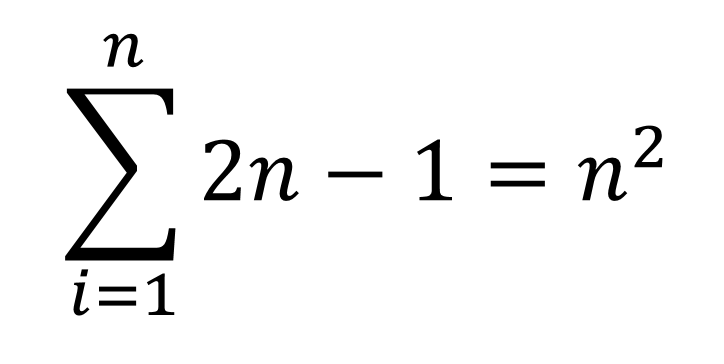 n
∑ 2n − 1 = n²
i=1